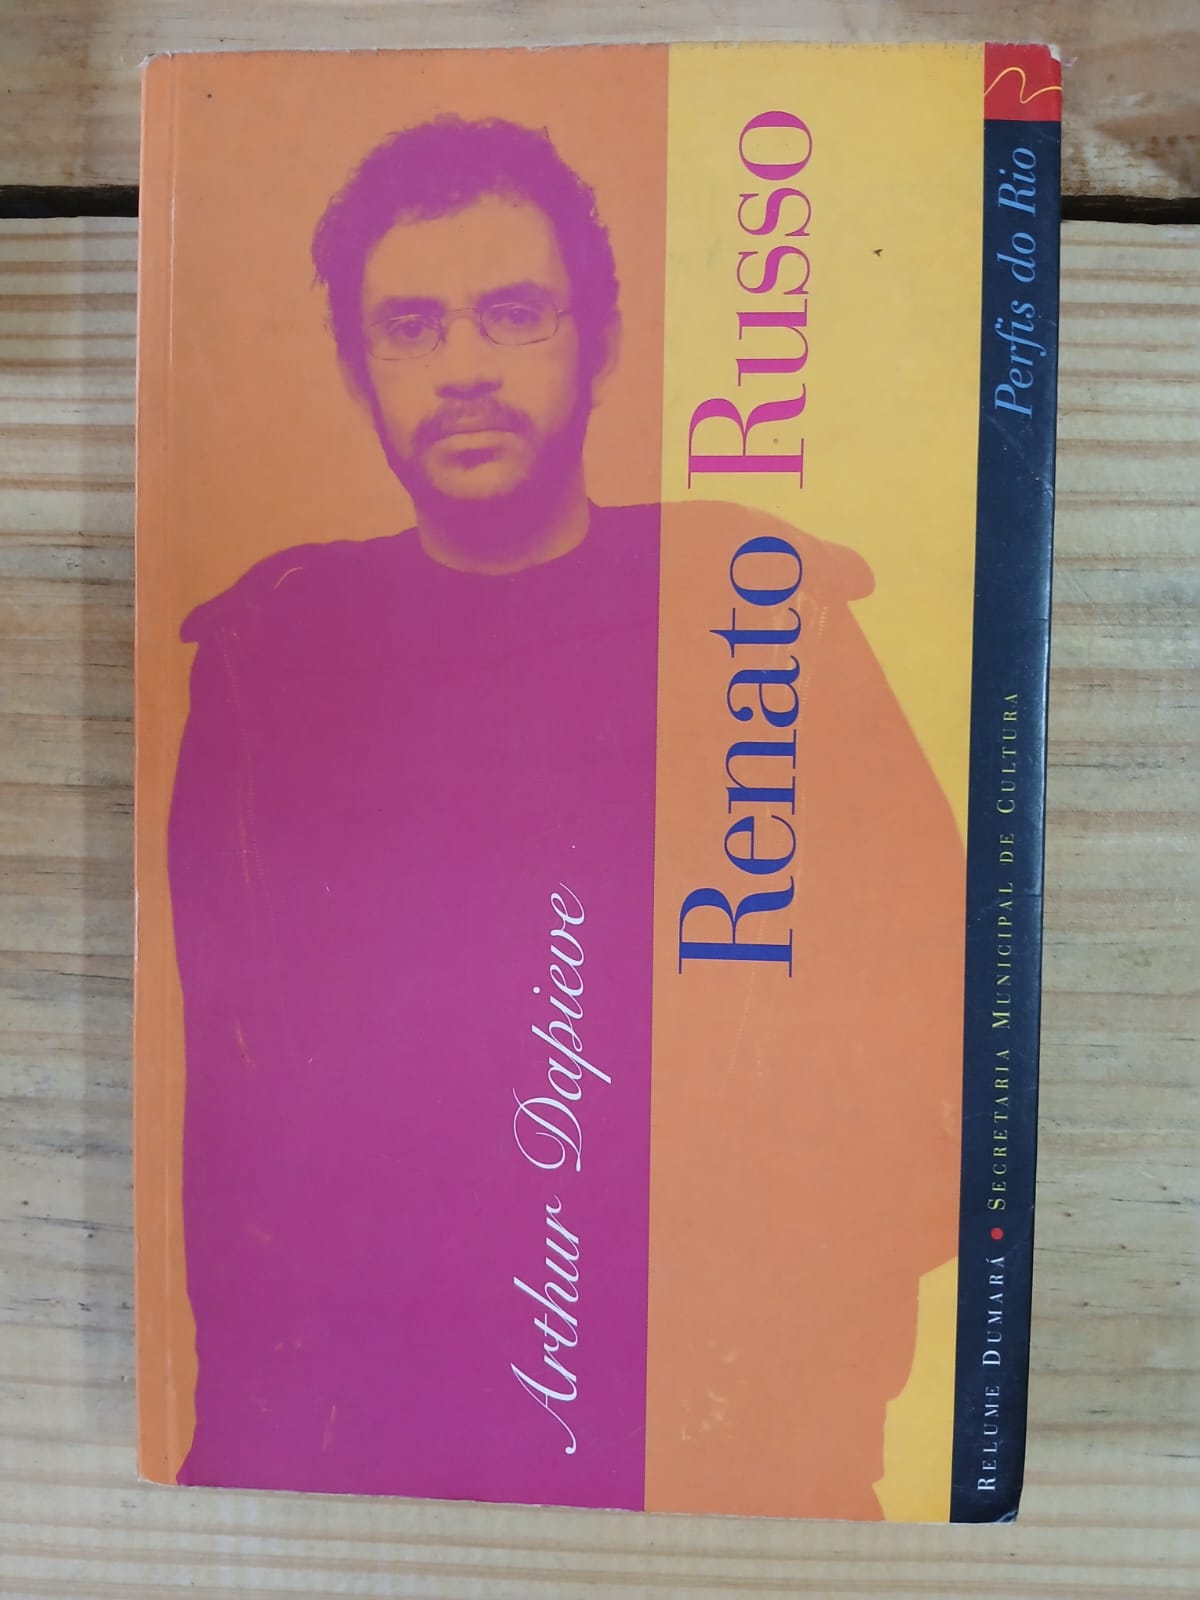 Arthur Dapieve
Renato Russo
Perfis do Rio
RELUME DUMARÁ • SECRETARIA MUNICIPAL DE CULTURA